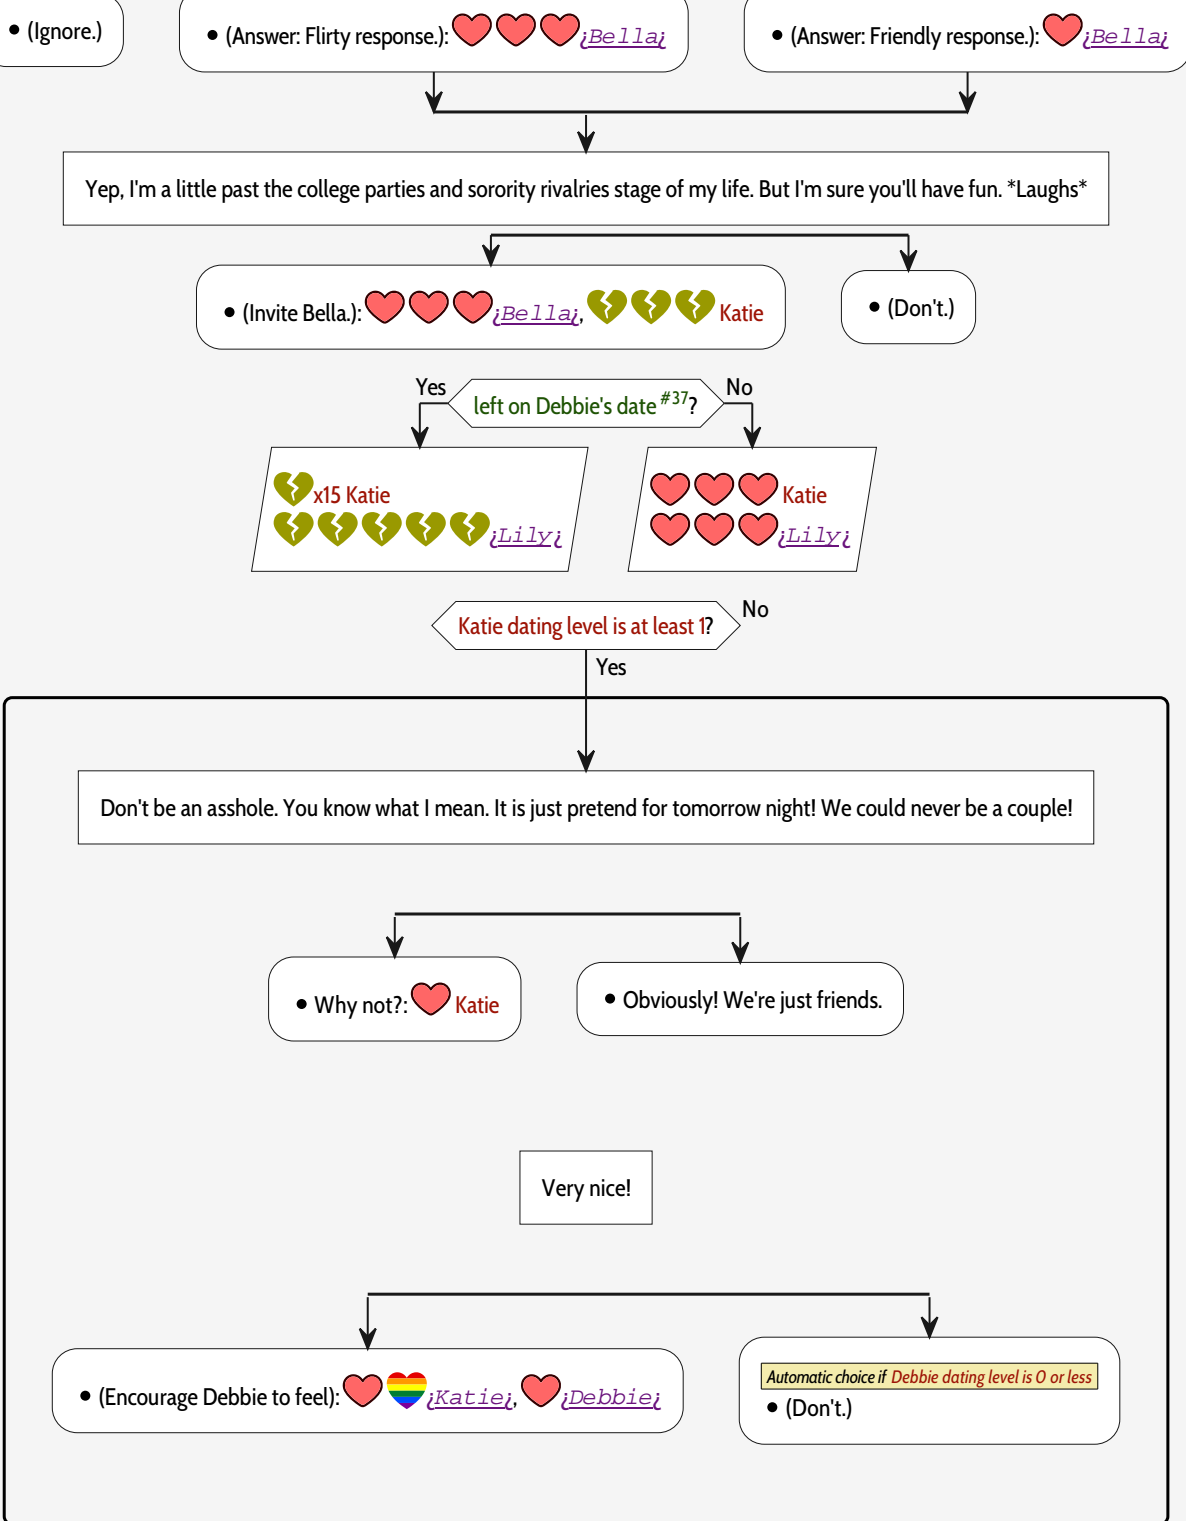 • (Ignore.)
• (Answer: Flirty response.): ¿Bella¿
• (Answer: Friendly response.): ¿Bella¿
Yep, I'm a little past the college parties and sorority rivalries stage of my life. But I'm sure you'll have fun. *Laughs*
• (Invite Bella.): ¿Bella¿, Katie
• (Don't.)
Yes
left on Debbie's date #37?
No
x15 Katie
¿Lily¿
Katie
¿Lily¿
Katie dating level is at least 1?
No
Yes
Don't be an asshole. You know what I mean. It is just pretend for tomorrow night! We could never be a couple!
• Why not?: Katie
• Obviously! We're just friends.
Very nice!
• (Encourage Debbie to feel): ¿Katie¿, ¿Debbie¿
Automatic choice if Debbie dating level is 0 or less
• (Don't.)